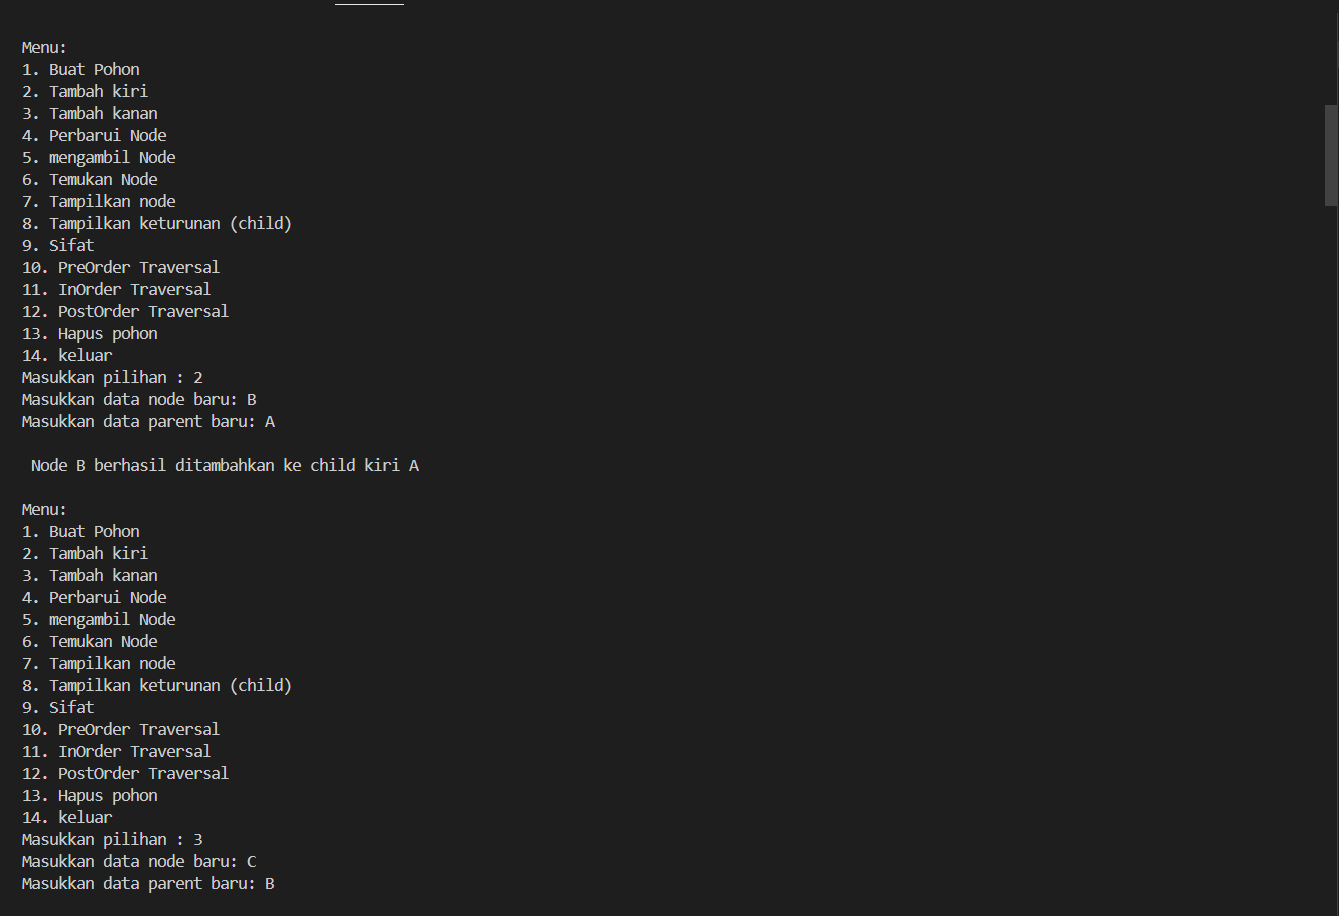 Menu:
1. Buat Pohon
2. Tambah kiri
3. Tambah kanan
4. Perbarui Node
5. mengambil Node
6. Temukan Node
7. Tampilkan node
8. Tampilkan keturunan (child)
9. Sifat
10. PreOrder Traversal
11. InOrder Traversal
12. PostOrder Traversal
13. Hapus pohon
14. keluar
Masukkan pilihan : 2
Masukkan data node baru: B
Masukkan data parent baru: A
Node B berhasil ditambahkan ke child kiri A
Menu:
1. Buat Pohon
2. Tambah kiri
3. Tambah kanan
4. Perbarui Node
5. mengambil Node
6. Temukan Node
7. Tampilkan node
8. Tampilkan keturunan (child)
9. Sifat
10. PreOrder Traversal
11. InOrder Traversal
12. PostOrder Traversal
13. Hapus pohon
14. keluar
Masukkan pilihan : 3
Masukkan data node baru: C
Masukkan data parent baru: B